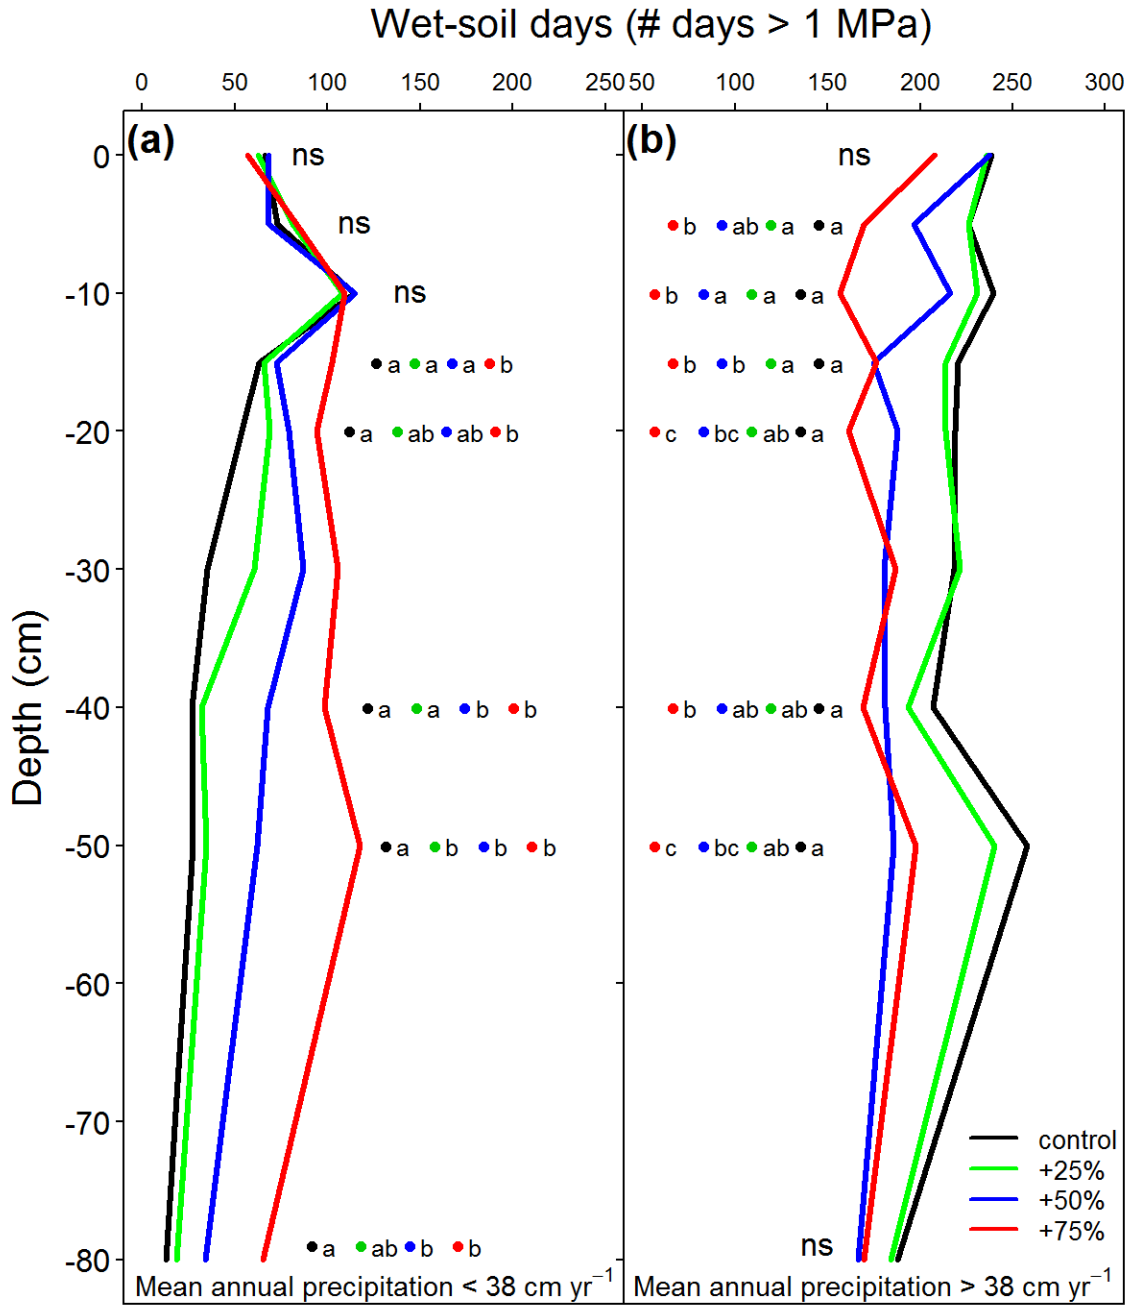 Wet-soil days (# days > 1 MPa)
0 50 100 150 200 250 50 100 150 200 250 300
(a) (b)
0 ns ns
ns b ab a a
-10 ns b a a a
a a a b b b a a
-20 a ab ab b c bc ab a
-30
-40 a a b b b ab ab a
-50 a b b b c bc ab a
-60
-70
control
+25%
+50%
+75%
-80 a ab b b ns
Mean annual precipitation < 38 cm yr⁻¹ Mean annual precipitation > 38 cm yr⁻¹
Depth (cm)